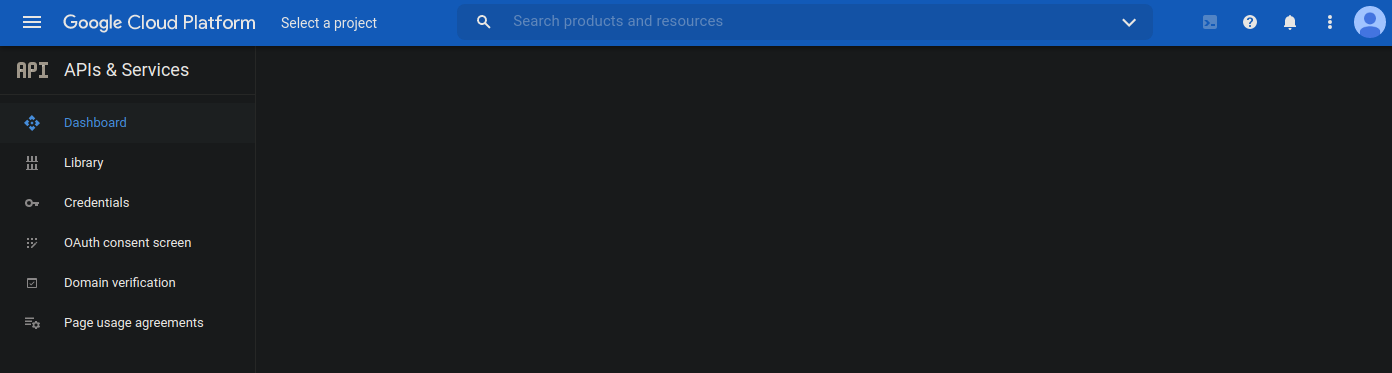 Google Cloud Platform
Select a project
Search products and resources
API
APIs & Services
Dashboard
Library
Credentials
OAuth consent screen
Domain verification
Page usage agreements